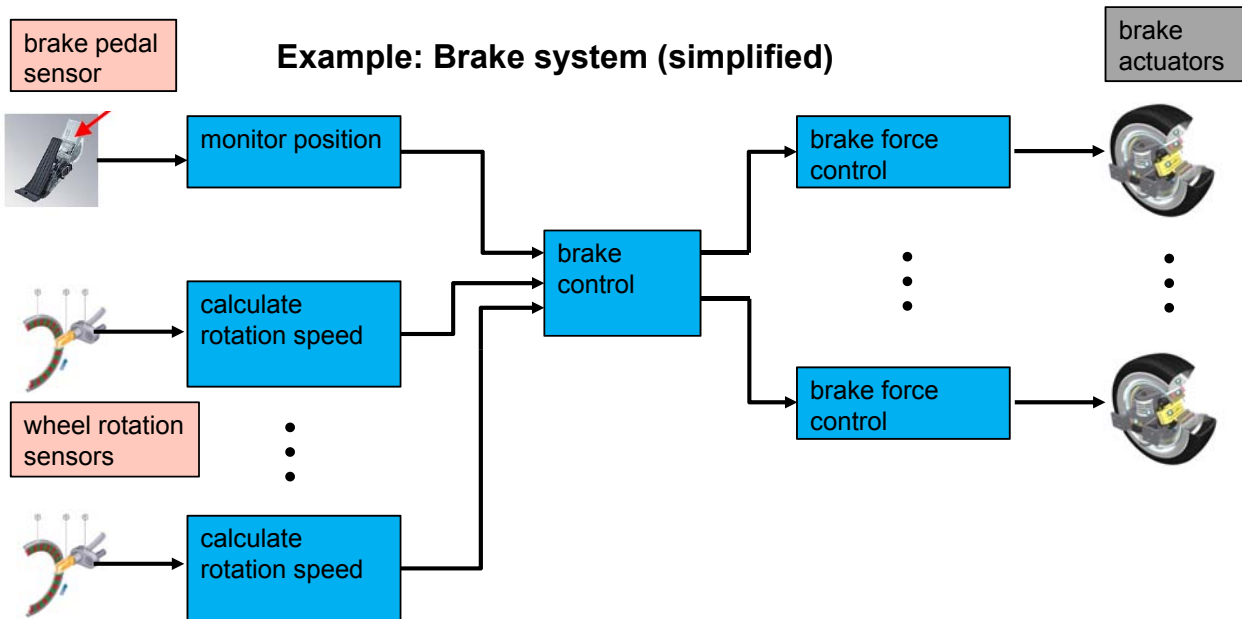 brake pedal
sensor
Example: Brake system (simplified)
brake
actuators
monitor position
brake force
control
brake
control
calculate
rotation speed
brake force
control
wheel rotation
sensors
calculate
rotation speed